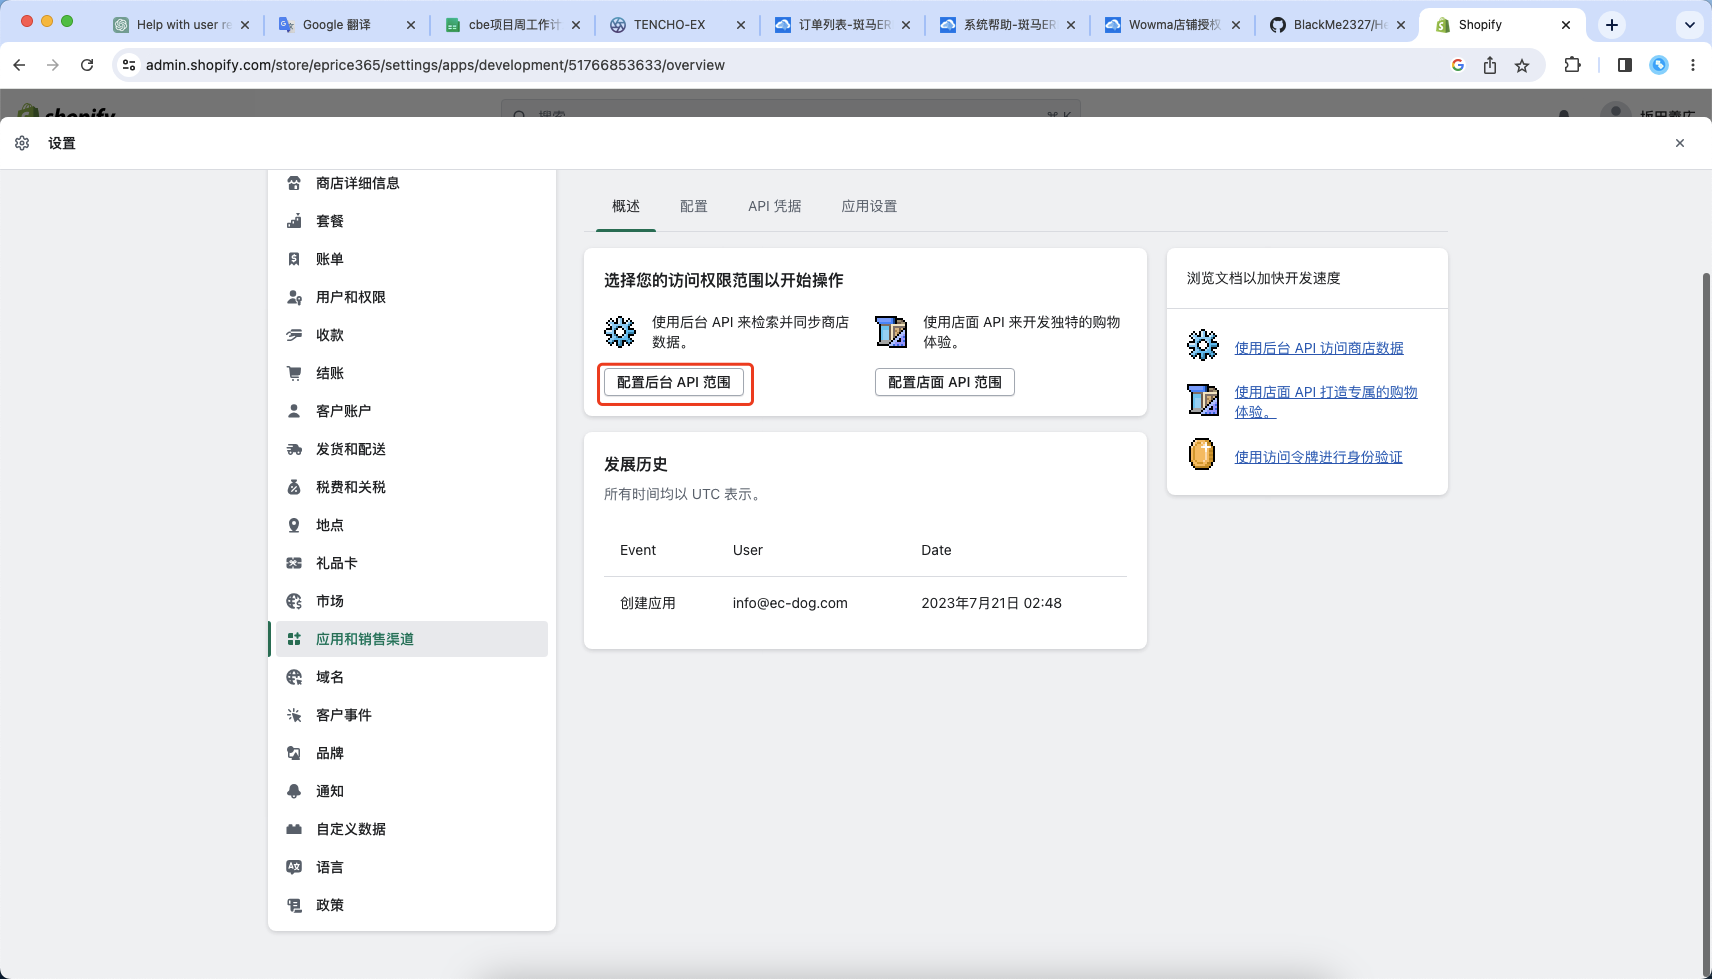 Help with user re
Google 翻译
cbe项目周工作计
TENCHO-EX
订单列表-斑马ER
系统帮助-斑马ER
Wowma店铺授权
BlackMe2327/He
Shopify
admin.shopify.com/store/eprice365/settings/apps/development/51766853633/overview
shopify
搜索
⌘ K
设置
商店详细信息
套餐
账单
用户和权限
收款
结账
客户账户
发货和配送
税费和关税
地点
礼品卡
市场
应用和销售渠道
域名
客户事件
品牌
通知
自定义数据
语言
政策
概述
配置
API 凭据
应用设置
选择您的访问权限范围以开始操作
使用后台 API 来检索并同步商店
数据。
配置后台 API 范围
使用店面 API 来开发独特的购物
体验。
配置店面 API 范围
发展历史
所有时间均以 UTC 表示。
Event User Date
创建应用 info@ec-dog.com 2023年7月21日 02:48
浏览文档以加快开发速度
使用后台 API 访问商店数据
使用店面 API 打造专属的购物
体验。
使用访问令牌进行身份验证